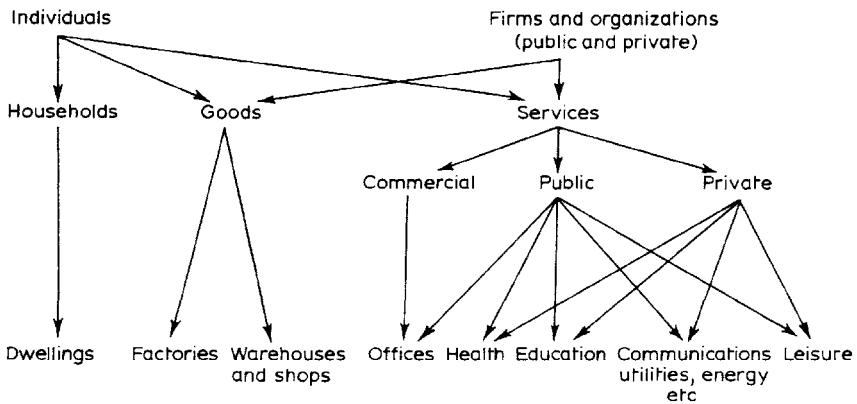 Individuals
Firms and organizations
(public and private)
Households
Goods
Services
Commercial
Public
Private
Dwellings
Factories
Warehouses
and shops
Offices
Health
Education
Communications
utilities, energy
etc
Leisure